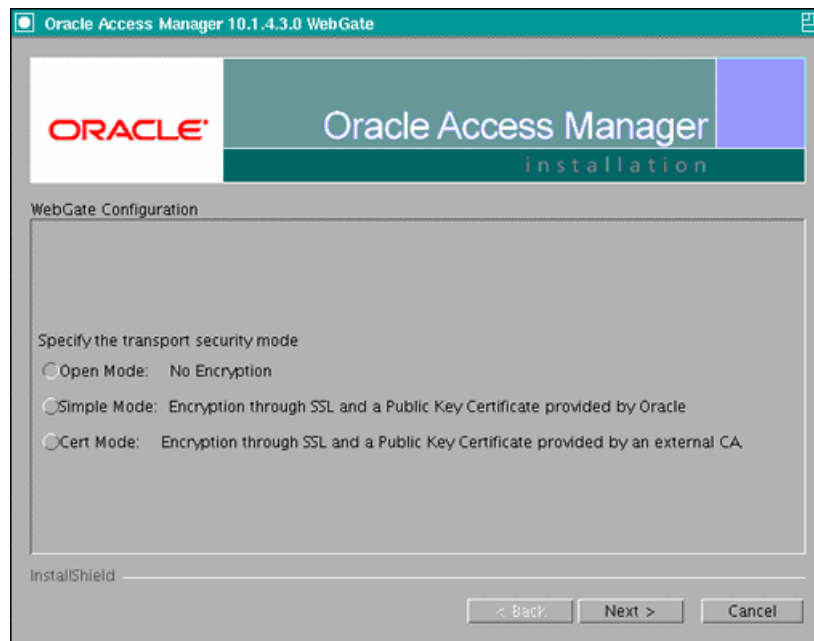 Oracle Access Manager 10.1.4.3.0 WebGate
ORACLE®
Oracle Access Manager
installation
WebGate Configuration
Specify the transport security mode
Open Mode: No Encryption
Simple Mode: Encryption through SSL and a Public Key Certificate provided by Oracle
Cert Mode: Encryption through SSL and a Public Key Certificate provided by an external CA.
InstallShield
< Back Next > Cancel